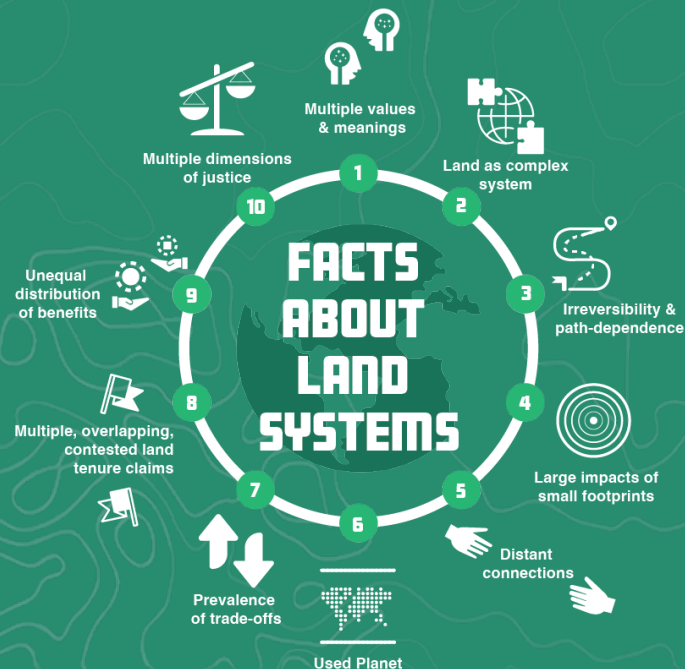 FACTS
ABOUT
LAND
SYSTEMS
1
Multiple values
& meanings
2
Land as complex
system
3
Irreversibility &
path-dependence
4
Large impacts of
small footprints
5
Distant
connections
6
Used Planet
7
Prevalence
of trade-offs
8
Multiple, overlapping,
contested land
tenure claims
9
Unequal
distribution
of benefits
10
Multiple dimensions
of justice